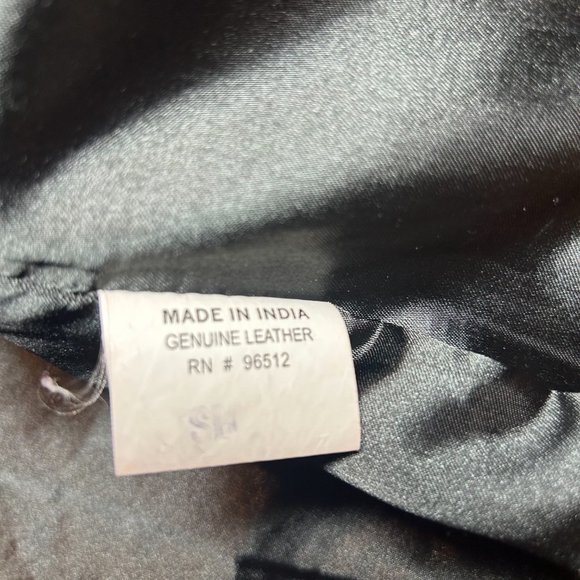 MADE IN INDIA
GENUINE LEATHER
RN # 96512